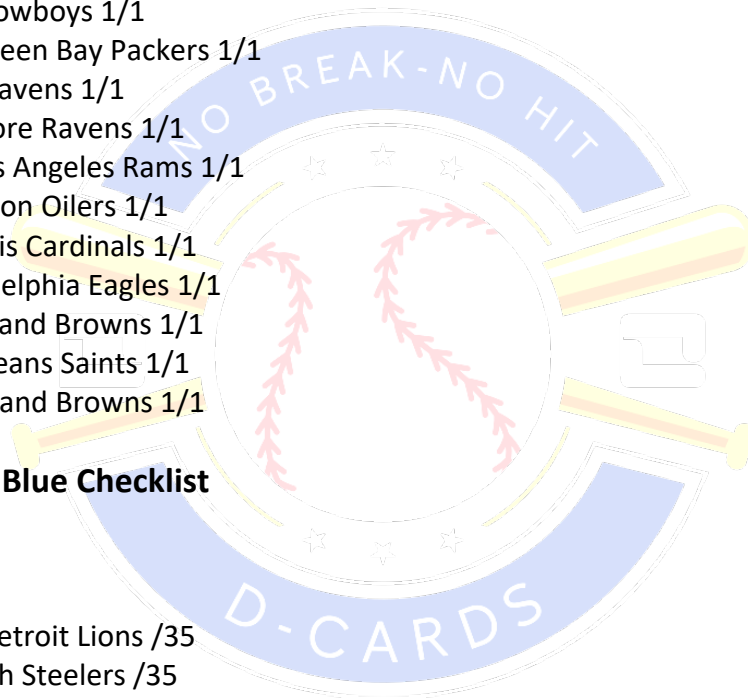 owboys 1/1
een Bay Packers 1/1
avens 1/1
ore Ravens 1/1
s Angeles Rams 1/1
on Oilers 1/1
is Cardinals 1/1
elphia Eagles 1/1
and Browns 1/1
eans Saints 1/1
and Browns 1/1
Blue Checklist
etroit Lions /35
h Steelers /35
NO BREAK-NO HIT
D-CARDS